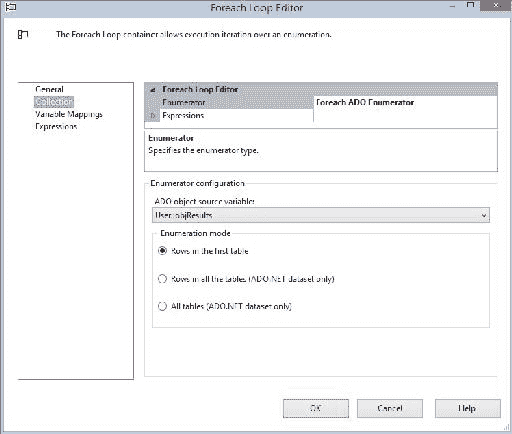 Foreach Loop Editor
The Foreach Loop container allows execution iteration over an enumeration.
General
Collection
Variable Mappings
Expressions
Foreach Loop Editor
Enumerator Foreach ADO Enumerator
Expressions
Enumerator
Specifies the enumerator type.
Enumerator configuration
ADO object source variable:
User::objResults
Enumeration mode
Rows in the first table
Rows in all the tables (ADO.NET dataset only)
All tables (ADO.NET dataset only)
OK Cancel Help